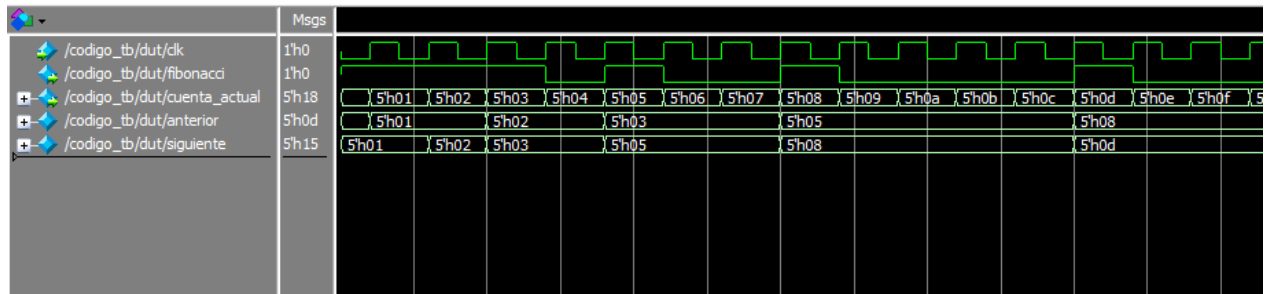 Msgs
/codigo_tb/dut/clk 1'h0
/codigo_tb/dut/fibonacci 1'h0
/codigo_tb/dut/cuenta_actual 5'h18 5'h01 5'h02 5'h03 5'h04 5'h05 5'h06 5'h07 5'h08 5'h09 5'h0a 5'h0b 5'h0c 5'h0d 5'h0e 5'h0f 5
/codigo_tb/dut/anterior 5'h0d 5'h01 5'h02 5'h03 5'h05 5'h08
/codigo_tb/dut/siguiente 5'h15 5'h01 5'h02 5'h03 5'h05 5'h08 5'h0d